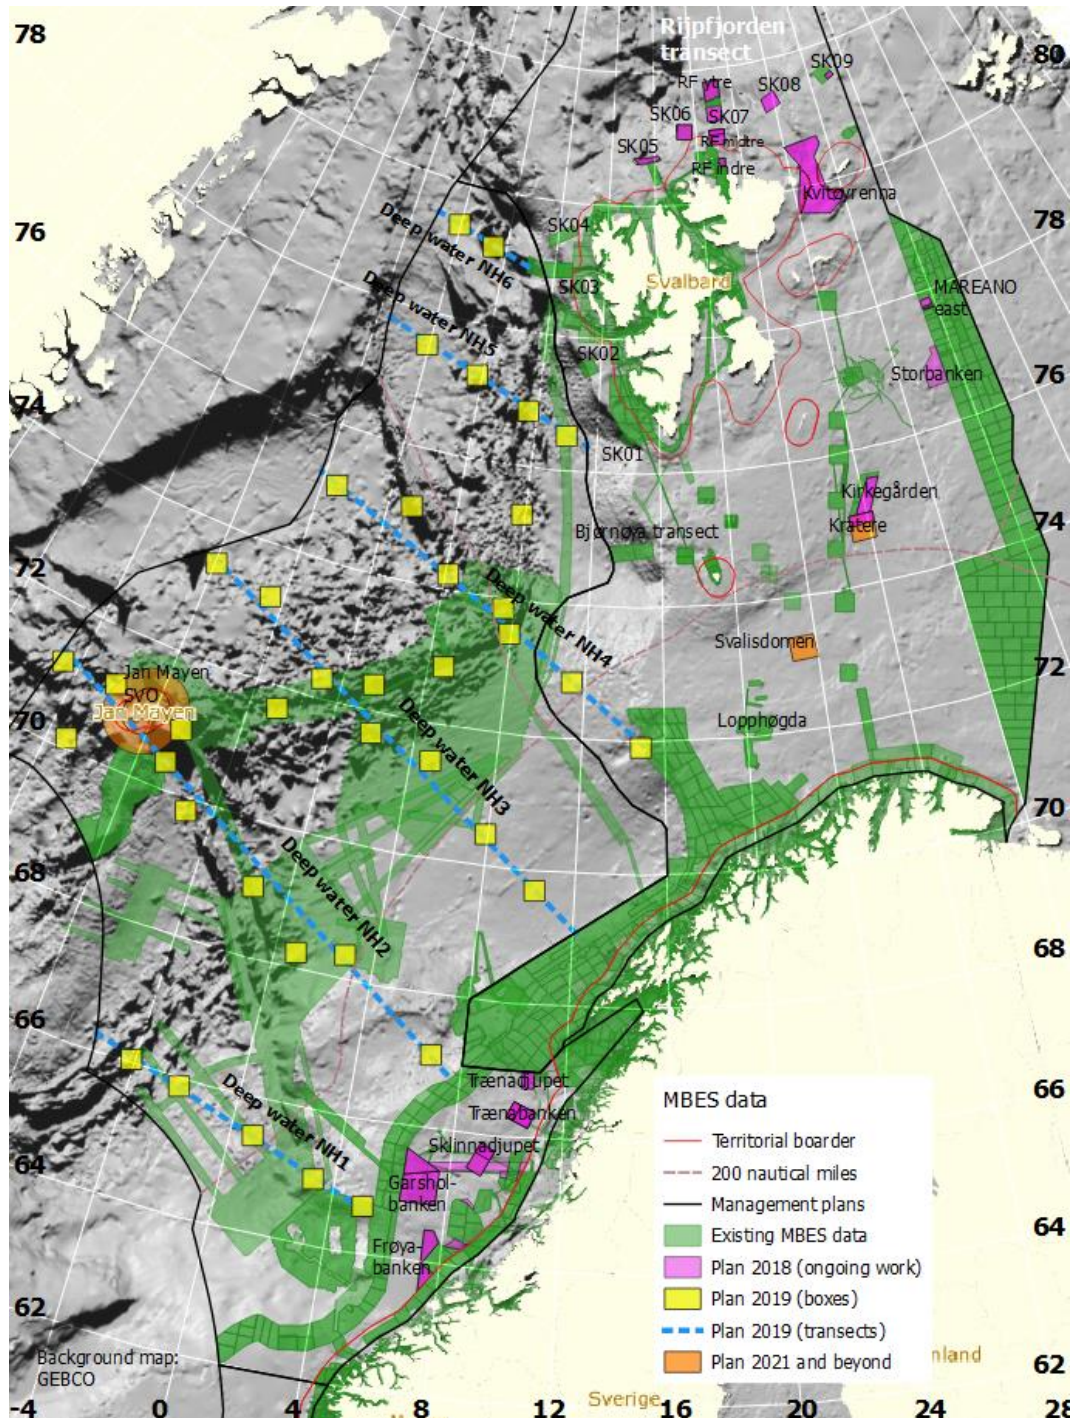 78
Rijpfjorden
transect
80
SK09
RF ytre
SK08
SK06
SK07
RF midtre
SK05
RF indre
Kvitøyrenna
76
Deep water NH6
SK04
78
Deep water NH5
SK03
Svalbard
MAREANO
east
SK02
Storbanken
76
74
SK01
Kirkegården
Kratere
Bjørnøya transect
74
72
Deep water NH4
Svalisdomen
72
Jan Mayen
SVO
Jan Mayen
70
Lopphøgda
Deep water NH3
70
68
Deep water NH2
68
66
Trænadjupet
66
Trænabanken
Deep water NH1
Sklinnadjupet
64
Garshol-
banken
Frøya-
banken
64
62
MBES data
Territorial boarder
200 nautical miles
Management plans
Existing MBES data
Plan 2018 (ongoing work)
Plan 2019 (boxes)
Plan 2019 (transects)
Plan 2021 and beyond
nland
62
Background map:
GEBCO
Sverige
-4
0
4
8
12
20
24
28